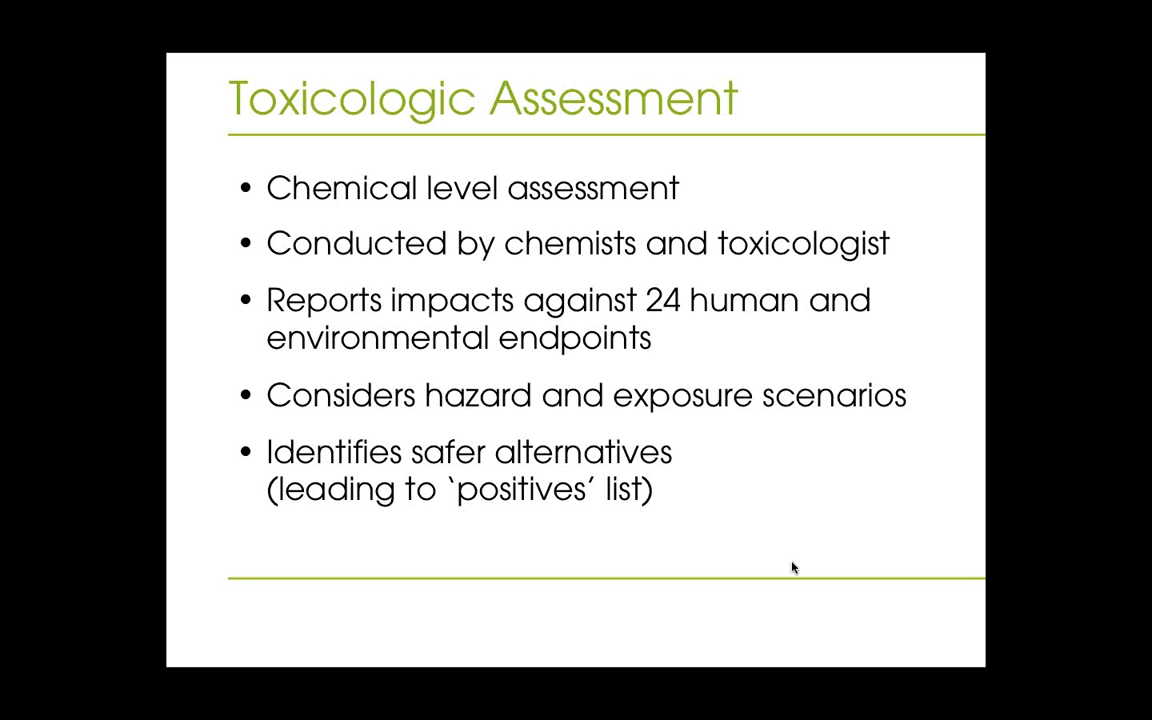 Toxicologic Assessment
• Chemical level assessment
• Conducted by chemists and toxicologist
• Reports impacts against 24 human and
environmental endpoints
• Considers hazard and exposure scenarios
• Identifies safer alternatives
(leading to ‘positives’ list)